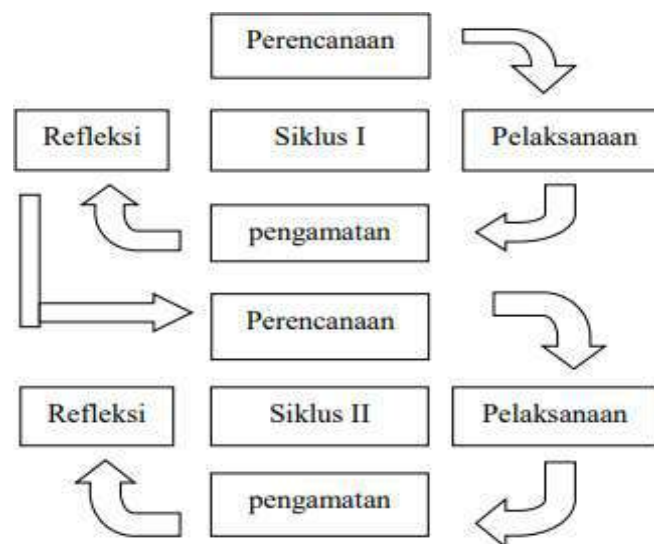 Perencanaan
Refleksi
Siklus I
Pelaksanaan
pengamatan
Perencanaan
Refleksi
Siklus II
Pelaksanaan
pengamatan